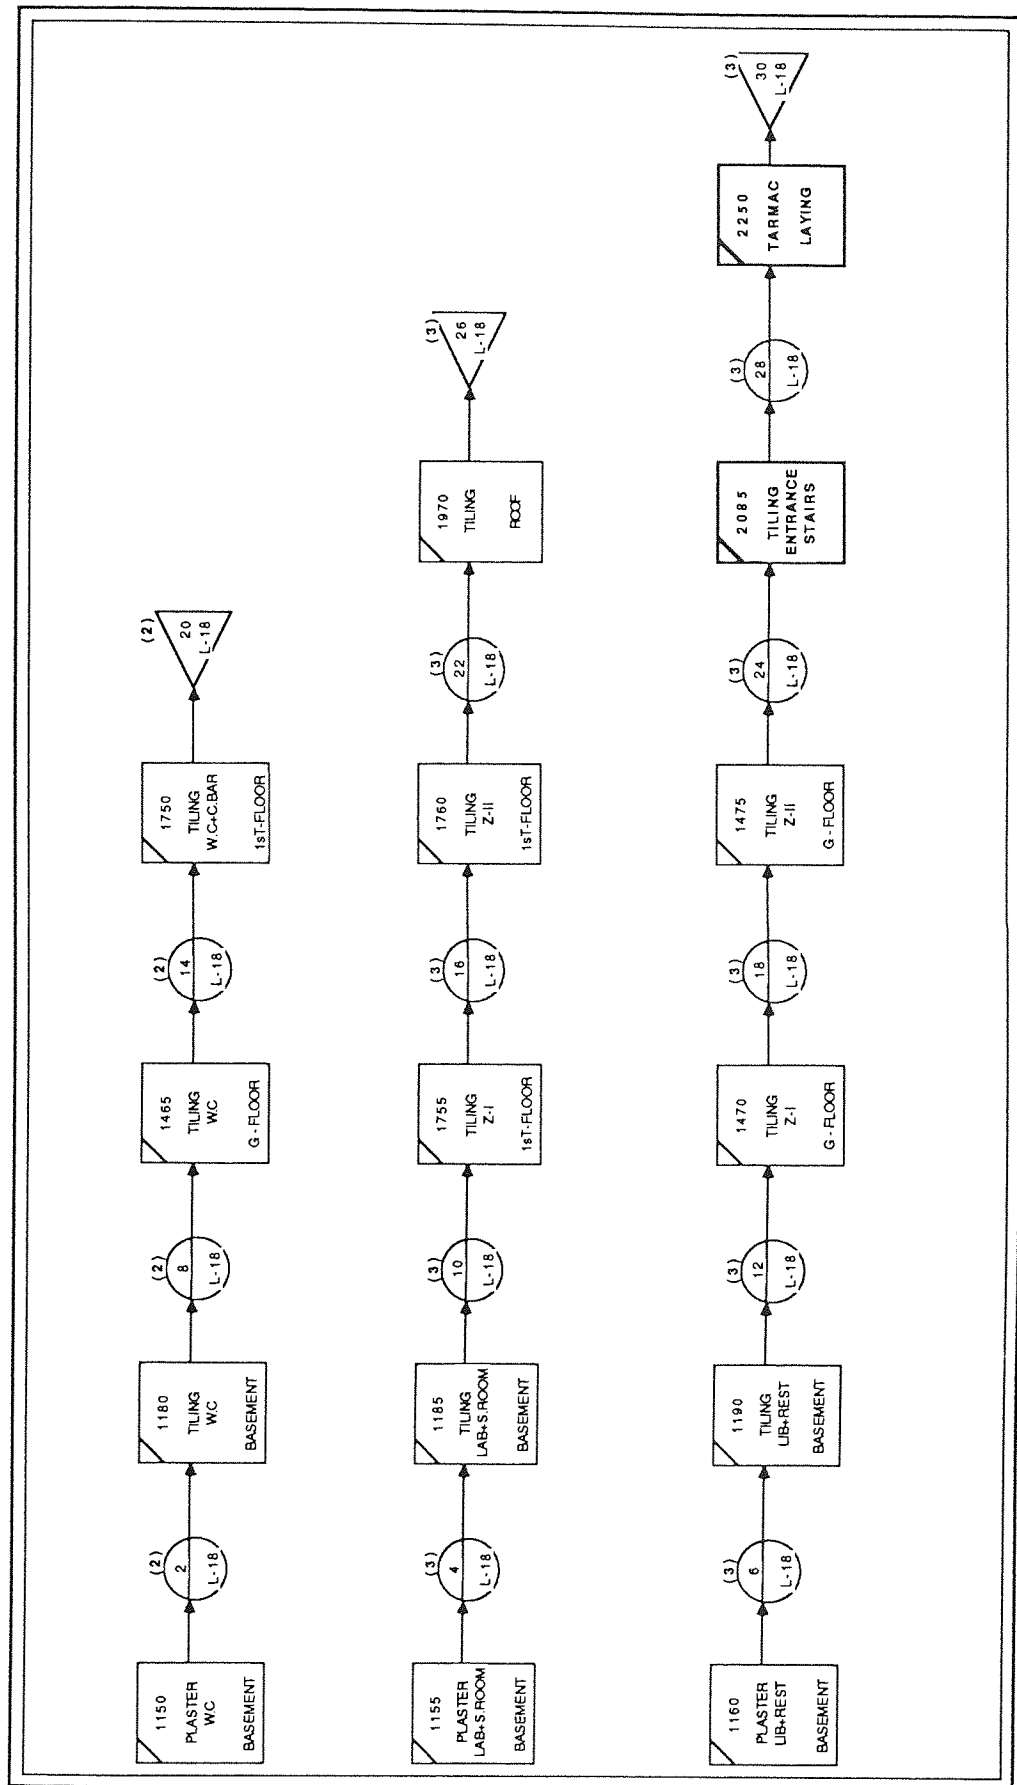 1150
PLASTER
W.C
BASEMENT
(2)
2
L-18
1180
TILING
W.C
BASEMENT
(2)
8
L-18
1465
TILING
W.C
G - FLOOR
(2)
14
L-18
1750
TILING
W.C+C.BAR
1sT-FLOOR
(2)
20
L-18
1155
PLASTER
LAB+S.ROOM
BASEMENT
(3)
4
L-18
1185
TILING
LAB+S.ROOM
BASEMENT
(3)
10
L-18
1755
TILING
Z-I
1sT-FLOOR
(3)
16
L-18
1760
TILING
Z-II
1sT-FLOOR
(3)
22
L-18
1970
TILING
ROOF
(3)
26
L-18
1160
PLASTER
LIB+REST
BASEMENT
(3)
6
L-18
1190
TILING
LIB+REST
BASEMENT
(3)
12
L-18
1470
TILING
Z-I
G - FLOOR
(3)
18
L-18
1475
TILING
Z-II
G - FLOOR
(3)
24
L-18
2085
TILING
ENTRANCE
STAIRS
(3)
28
L-18
2250
TARMAC
LAYING
(3)
30
L-18